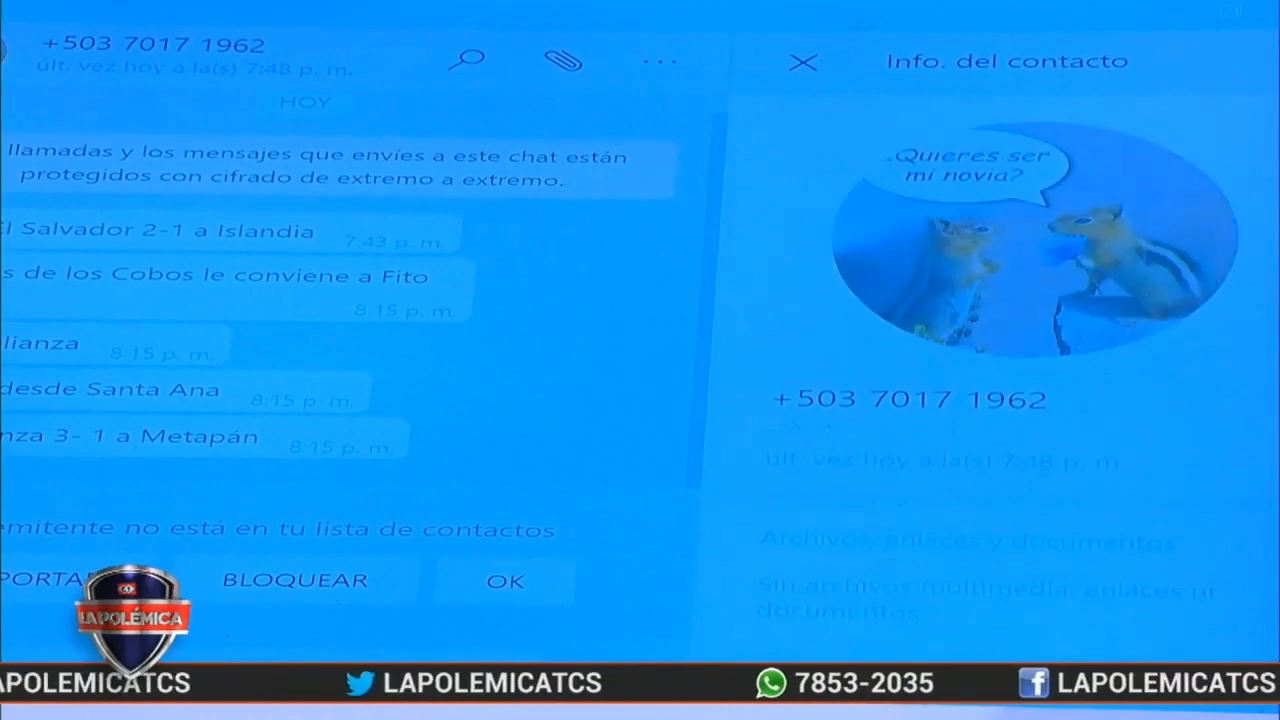 +503 7017 1962
últ. vez hoy a la(s) 7:48 p. m.
HOY
llamadas y los mensajes que envíes a este chat están
protegidos con cifrado de extremo a extremo.
El Salvador 2-1 a Islandia
7:43 p. m.
s de los Cobos le conviene a Fito
8:15 p. m.
lianza
8:15 p. m.
desde Santa Ana
8:15 p. m.
nza 3- 1 a Metapán
8:15 p. m.
emitente no está en tu lista de contactos
PORTA
BLOQUEAR
OK
Info. del contacto
¿Quieres ser
mi novia?
+503 7017 1962
últ. vez hoy a la(s) 7:48 p. m
Archivos, enlaces y documentos
Sin archivos multimedia, enlaces ni
documentos
LA POLÉMICA
APOLEMICATCS
LAPOLEMICATCS
7853-2035
LAPOLEMICATCS